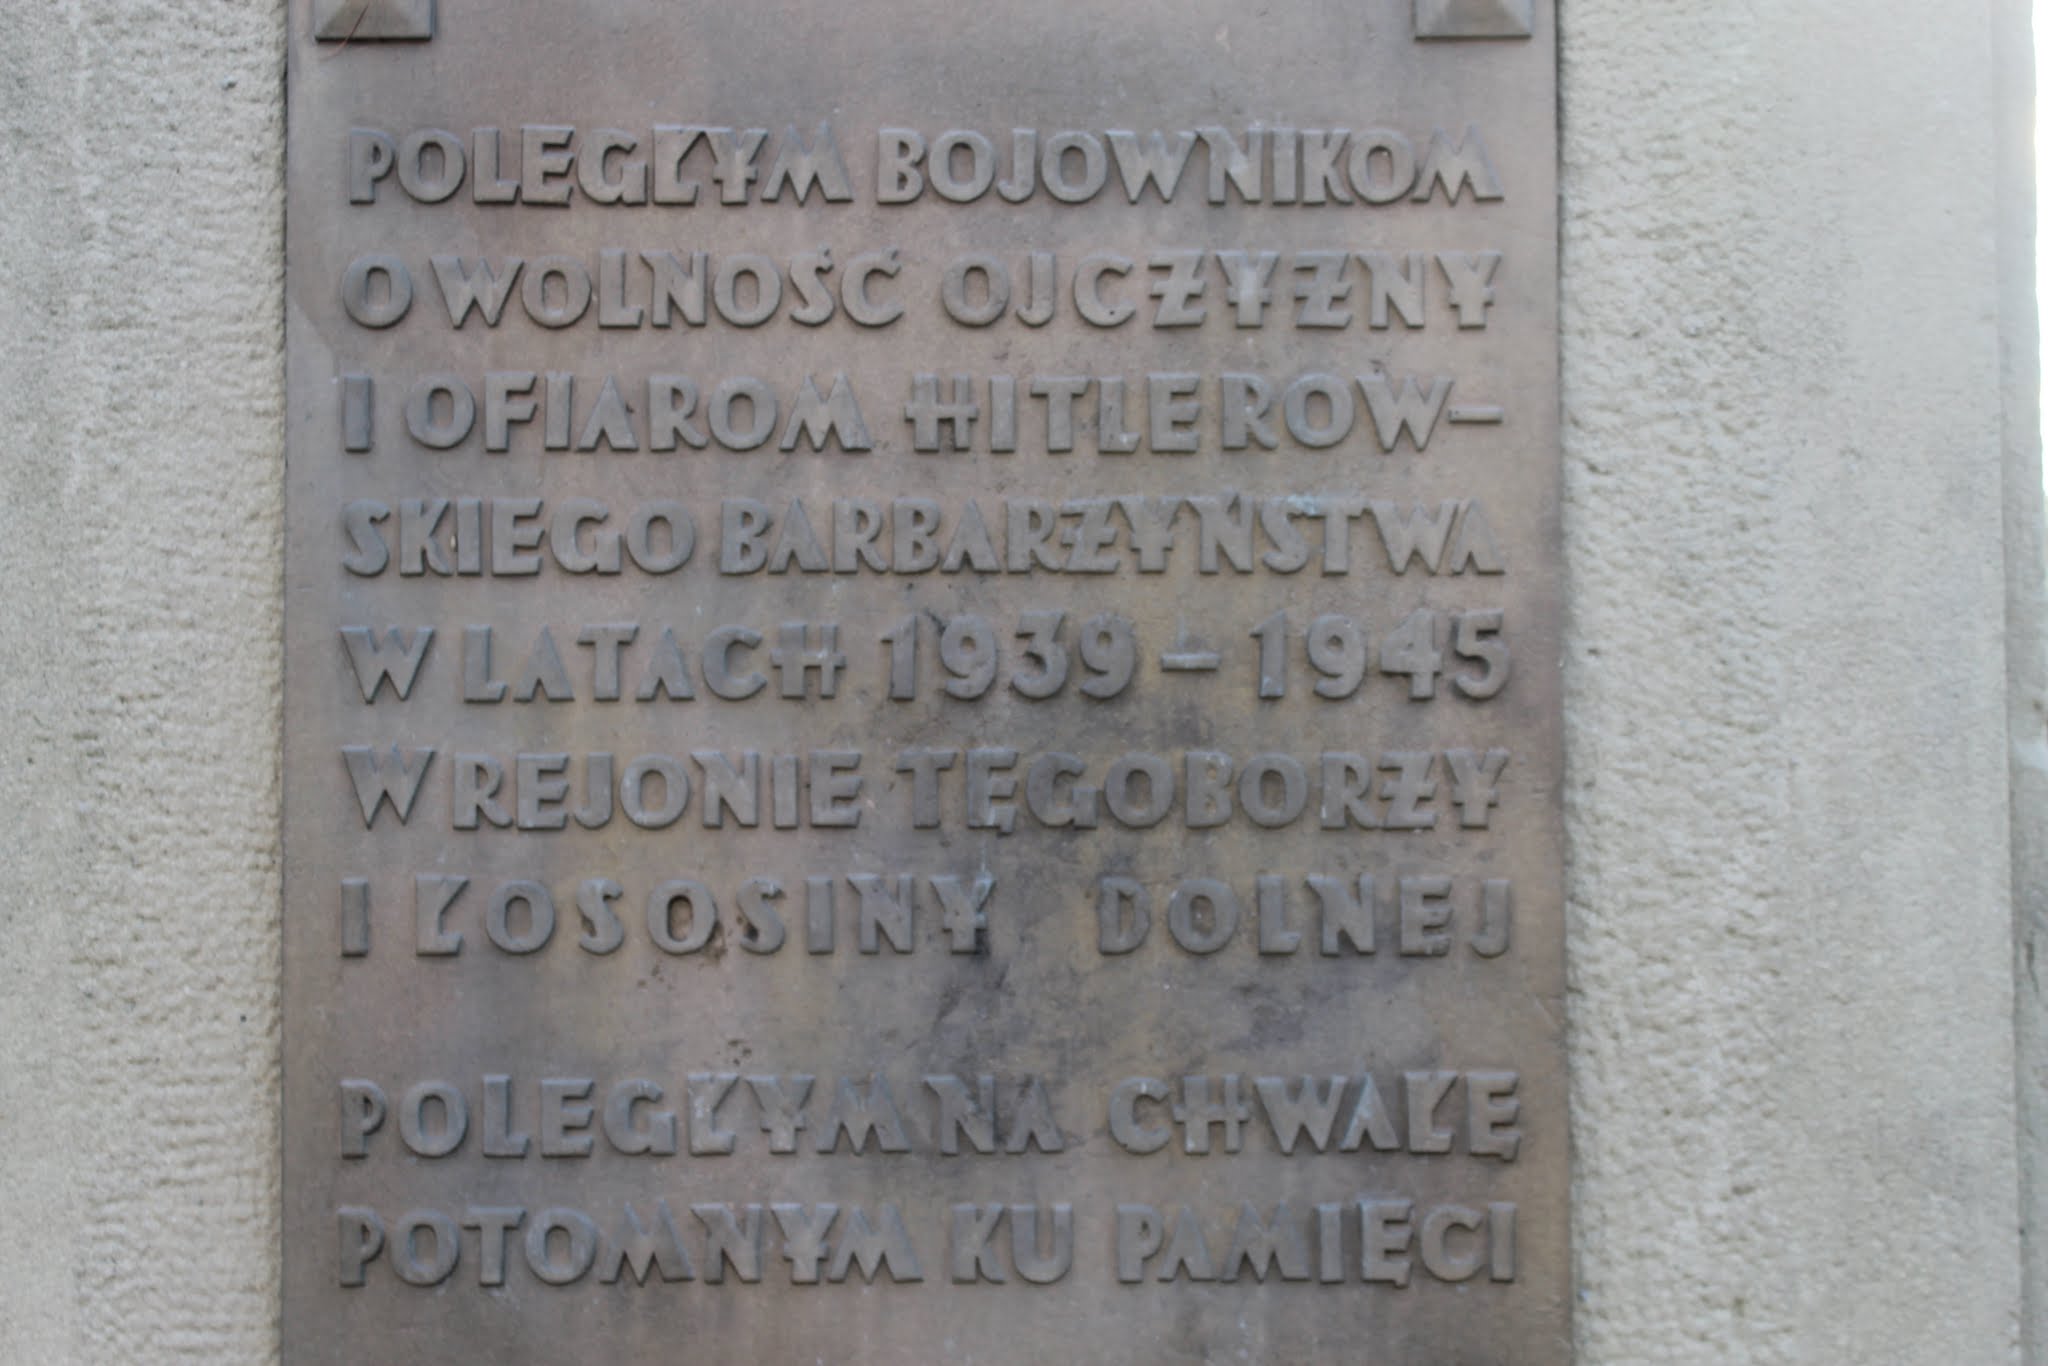 POLEGŁYM BOJOWNIKOM
O WOLNOŚĆ OJCZYZNY
I OFIAROM HITLEROW-
SKIEGO BARBARZYŃSTWA
W LATACH 1939-1945
W REJONIE TĘGOBORZY
I ŁOSOSINY DOLNEJ
POLEGŁYM NA CHWAŁĘ
POTOMNYM KU PAMIĘCI